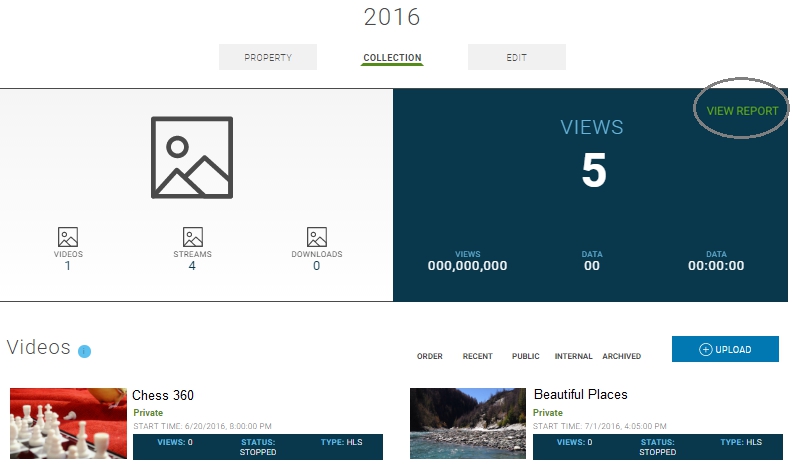 2016
PROPERTY COLLECTION EDIT
VIEW REPORT
VIEWS
5
VIDEOS STREAMS DOWNLOADS
1 4 0
VIEWS DATA DATA
000,000,000 00 00:00:00
Videos
ORDER RECENT PUBLIC INTERNAL ARCHIVED
UPLOAD
Chess 360
Private
START TIME: 6/20/2016, 8:00:00 PM
VIEWS: 0 STATUS: STOPPED TYPE: HLS
Beautiful Places
Private
START TIME: 7/1/2016, 4:05:00 PM
VIEWS: 0 STATUS: STOPPED TYPE: HLS